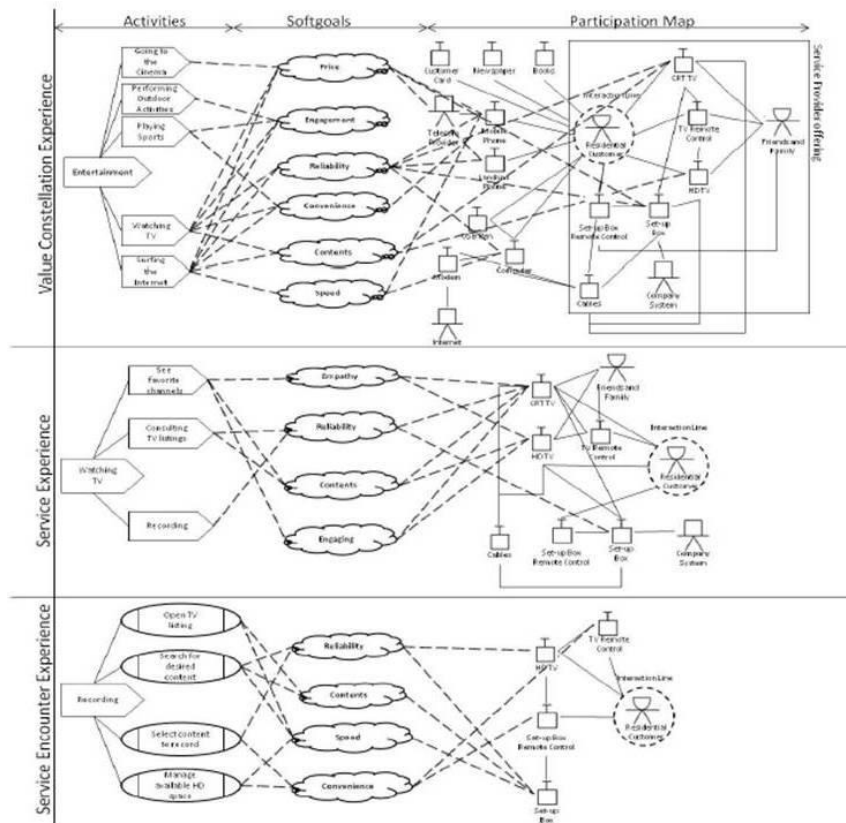 Activities
Softgoals
Participation Map
Value Constellation Experience
Going to
the
Cinema
Performing
Outdoor
Activities
Playing
Sports
Entertainment
Watching
TV
Surfing
the
Internet
Price
Engagement
Reliability
Convenience
Contents
Speed
Customer
Card
Newspaper
Books
Provider
Mobile
Phone
Phone
Modem
Computer
Internet
Residential
Customer
CRT TV
TV Remote
Control
HDTV
Set-up Box
Remote Control
Set-up
Box
Cables
Company
System
Friends and
Family
Service Provider offering
Service Experience
See
favorite
channels
Consulting
TV listings
Watching
TV
Recording
Empathy
Reliability
Contents
Engaging
CRT TV
HDTV
Friends and
Family
TV Remote
Control
Interaction Line
Residential
Customer
Cables
Set-up Box
Remote Control
Set-up
Box
Company
System
Service Encounter Experience
Open TV
listing
Search for
desired
content
Recording
Select content
to record
Manage
available HD
space
Reliability
Contents
Speed
Convenience
HDTV
TV Remote
Control
Interaction Line
Residential
Customer
Set-up Box
Remote Control
Set-up
Box